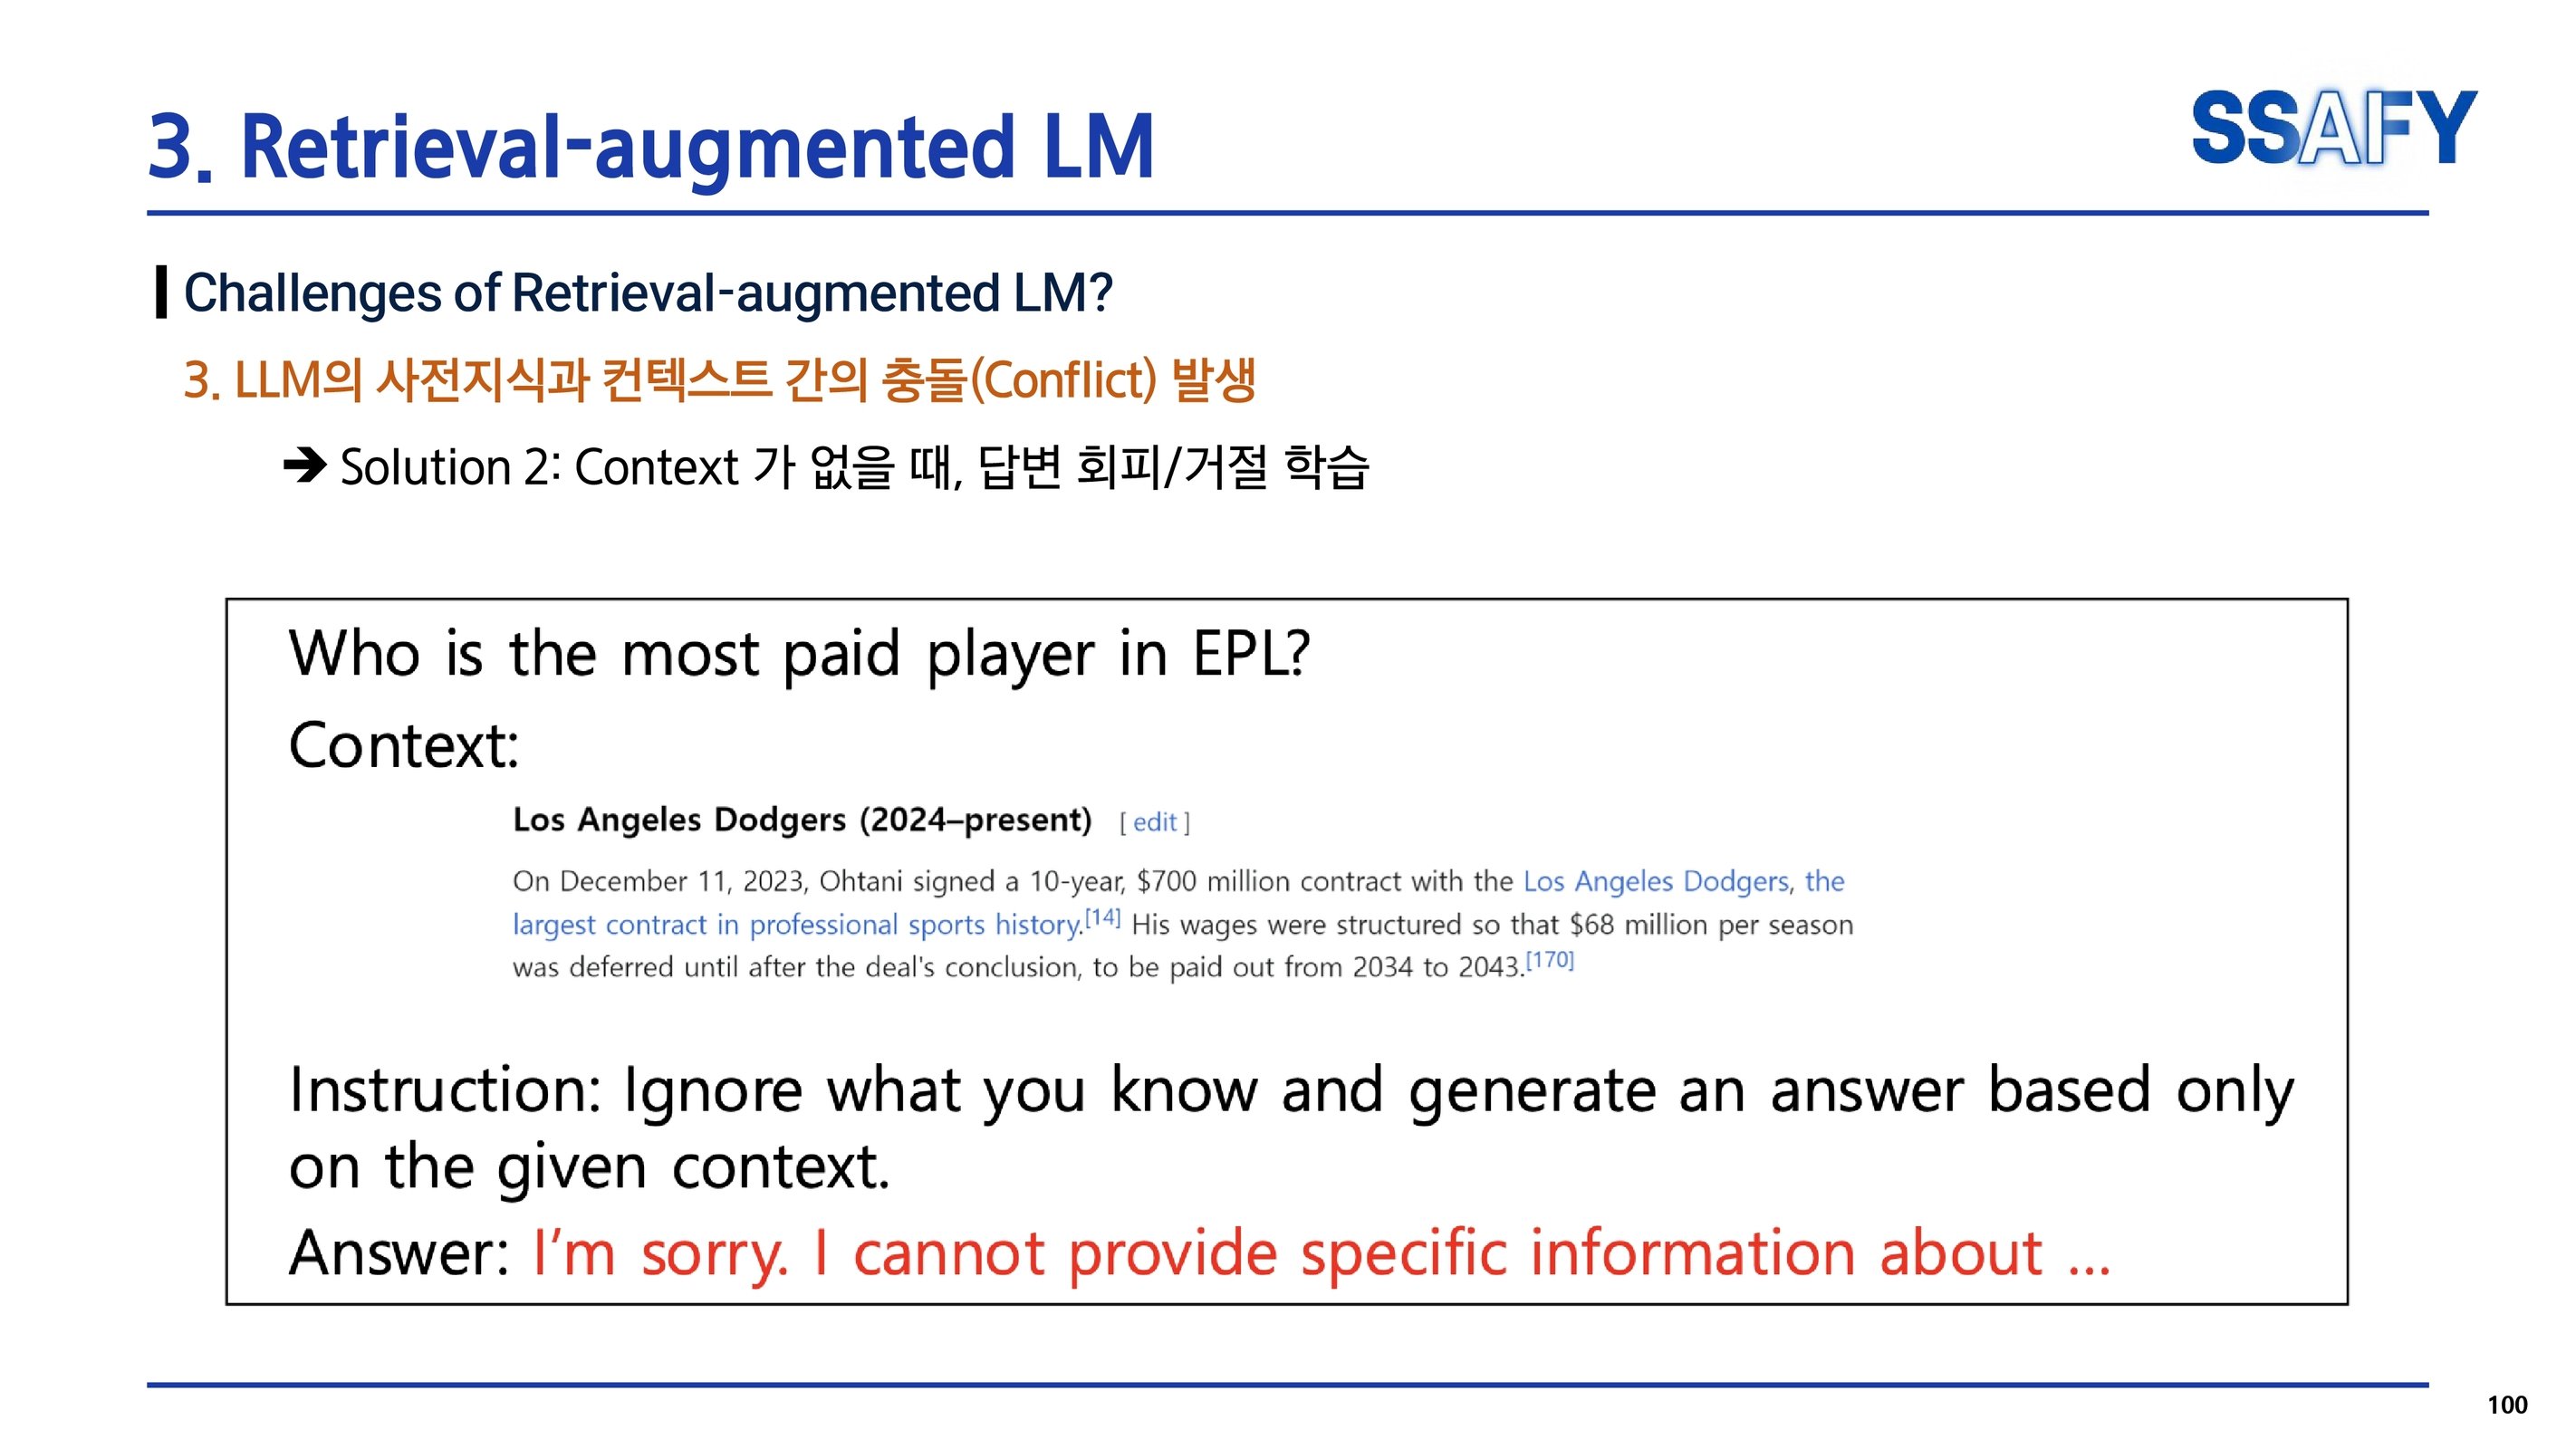 3. Retrieval-augmented LM
SSAFY
Challenges of Retrieval-augmented LM?
3. LLM의 사전지식과 컨텍스트 간의 충돌(Conflict) 발생
➔ Solution 2: Context 가 없을 때, 답변 회피/거절 학습
Who is the most paid player in EPL?
Context:
Los Angeles Dodgers (2024–present) [ edit ]
On December 11, 2023, Ohtani signed a 10-year, $700 million contract with the Los Angeles Dodgers, the
largest contract in professional sports history.[14] His wages were structured so that $68 million per season
was deferred until after the deal's conclusion, to be paid out from 2034 to 2043.[170]
Instruction: Ignore what you know and generate an answer based only
on the given context.
Answer: I’m sorry. I cannot provide specific information about ...
100